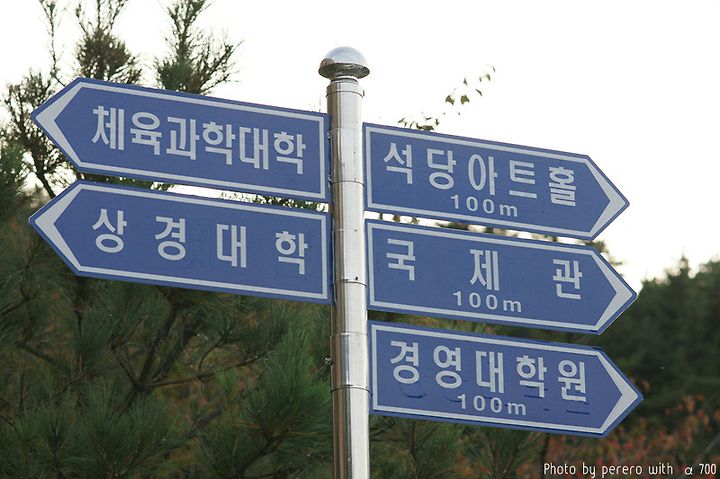 체육과학대학
상경대학
석당아트홀
100m
국제관
100m
경영대학원
100m
Photo by perero with α 700